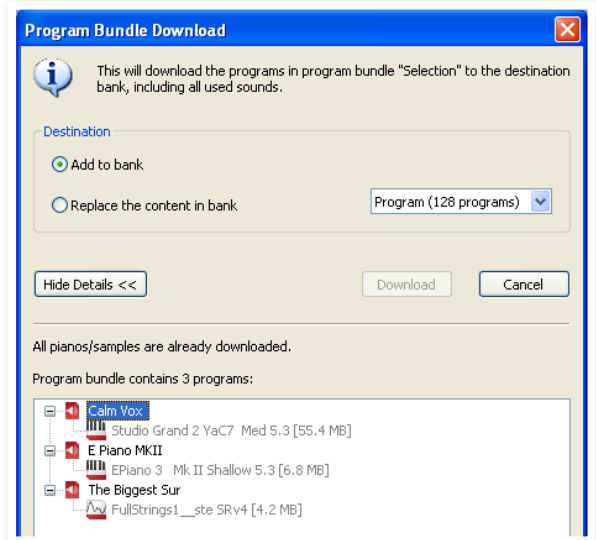 Program Bundle Download
This will download the programs in program bundle "Selection" to the destination
bank, including all used sounds.
Destination
Add to bank
Replace the content in bank
Program (128 programs)
Hide Details <<
Download
Cancel
All pianos/samples are already downloaded.
Program bundle contains 3 programs:
Calm Vox
Studio Grand 2 YaC7 Med 5.3 [55.4 MB]
E Piano MKII
EPiano 3 Mk II Shallow 5.3 [6.8 MB]
The Biggest Sur
FullStrings1__ste SRv4 [4.2 MB]